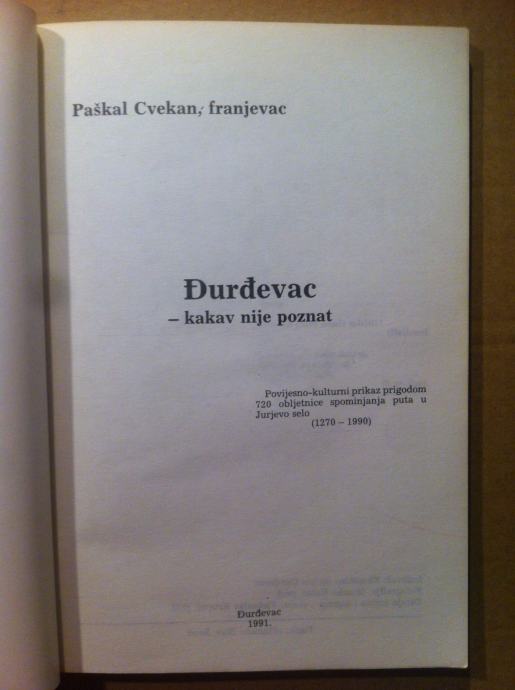 Paškal Cvekan, franjevac
Đurđevac
– kakav nije poznat
Povijesno-kulturni prikaz prigodom
720 obljetnice spominjanja puta u
Jurjevo selo
(1270 – 1990)
Đurđevac
1991.